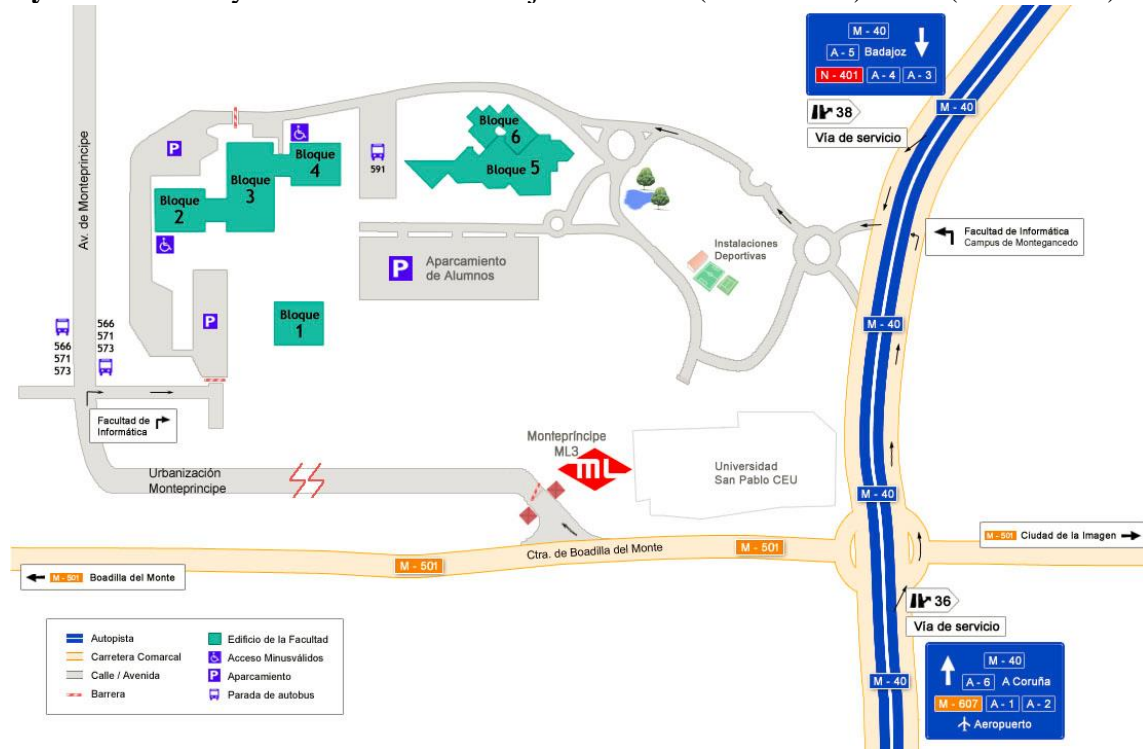 M - 40
A - 5 Badajoz
N - 401 A - 4 A - 3
M - 40
38
Vía de servicio
Bloque
6
Bloque 5
591
Bloque
4
Bloque
3
Bloque
2
P
Av. de Monteprincipe
Facultad de Informática
Campus de Montegancedo
Instalaciones
Deportivas
P
Aparcamiento
de Alumnos
P
Bloque
1
M - 40
566
571
573
566
571
573
Facultad de
Informática
Montepríncipe
ML3
ML
Universidad
San Pablo CEU
Urbanización
Monteprincipe
M - 40
Ctra. de Boadilla del Monte
M - 501
M - 501
M - 501 Ciudad de la Imagen
M - 501 Boadilla del Monte
36
Vía de servicio
Autopista
Carretera Comarcal
Calle / Avenida
Barrera
Edificio de la Facultad
Acceso Minusválidos
P Aparcamiento
Parada de autobus
M - 40
M - 40
A - 6 A Coruña
M - 607 A - 1 A - 2
Aeropuerto